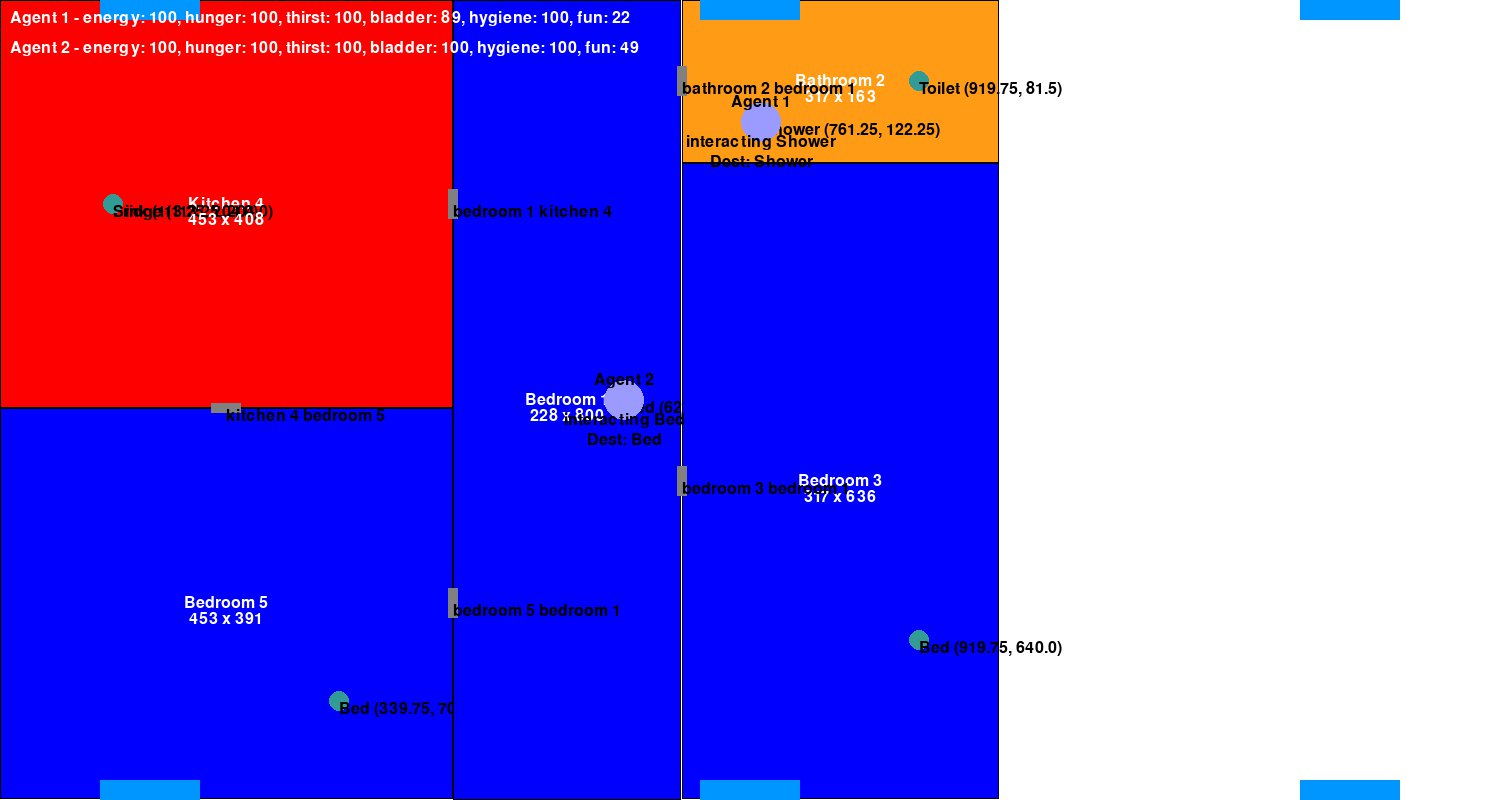 Agent 1 - energy: 100, hunger: 100, thirst: 100, bladder: 89, hygiene: 100, fun: 22
Agent 2 - energy: 100, hunger: 100, thirst: 100, bladder: 100, hygiene: 100, fun: 49
Bathroom 2
317 x 163
bathroom 2 bedroom 1
Toilet (919.75, 81.5)
Agent 1
ower (761.25, 122.25)
interacting Shower
Dest: Shower
Kitchen 4
453 x 408
bedroom 1 kitchen 4
Agent 2
Bedroom 1
228 x 800
d (62
interacting Bed
Dest: Bed
kitchen 4 bedroom 5
Bedroom 3
317 x 636
bedroom 3 bedroom 1
Bedroom 5
453 x 391
bedroom 5 bedroom 1
Bed (919.75, 640.0)
Bed (339.75, 70